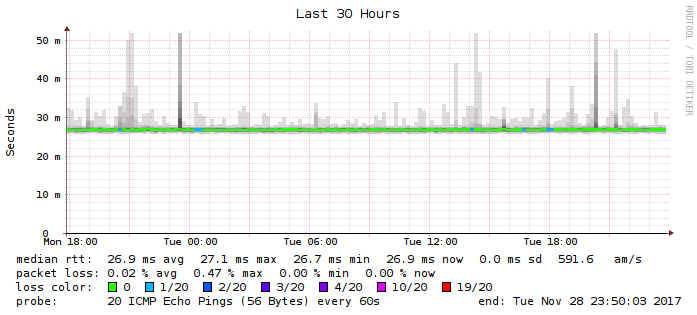 Last 30 Hours
RRDTOOL / TOBI OETIKER
Seconds
50 m
40 m
30 m
20 m
10 m
0
Mon 18:00 Tue 00:00 Tue 06:00 Tue 12:00 Tue 18:00
median rtt: 26.9 ms avg 27.1 ms max 26.7 ms min 26.9 ms now 0.0 ms sd 591.6 am/s
packet loss: 0.02 % avg 0.47 % max 0.00 % min 0.00 % now
loss color: 0 1/20 2/20 3/20 4/20 10/20 19/20
probe: 20 ICMP Echo Pings (56 Bytes) every 60s end: Tue Nov 28 23:50:03 2017